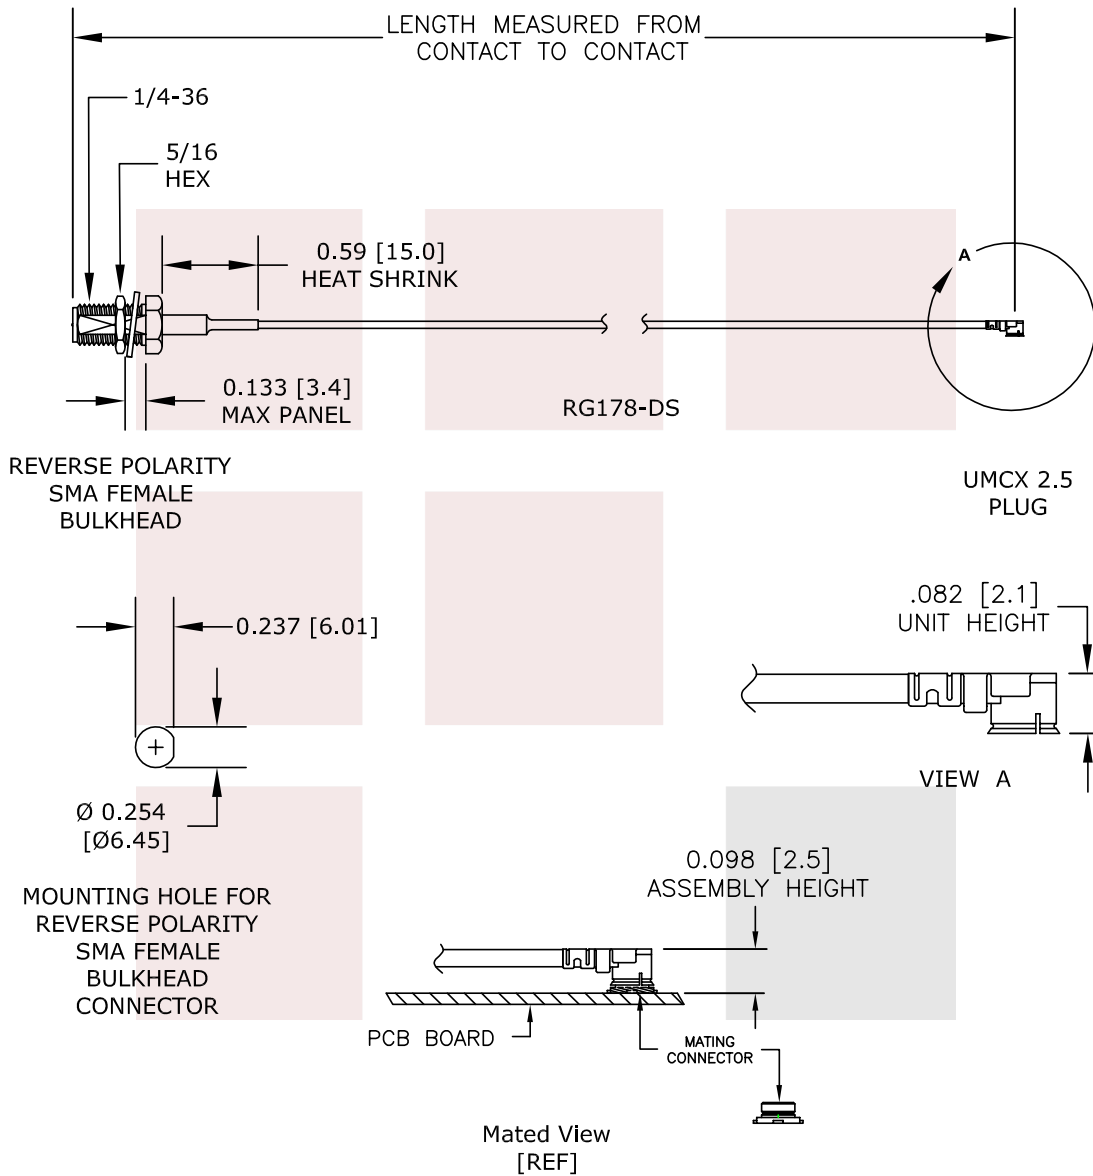 LENGTH MEASURED FROM
CONTACT TO CONTACT
1/4-36
5/16
HEX
0.59 [15.0]
HEAT SHRINK
A
0.133 [3.4]
MAX PANEL
RG178-DS
REVERSE POLARITY
SMA FEMALE
BULKHEAD
UMCX 2.5
PLUG
.082 [2.1]
UNIT HEIGHT
0.237 [6.01]
VIEW A
Ø 0.254
[Ø6.45]
0.098 [2.5]
ASSEMBLY HEIGHT
MOUNTING HOLE FOR
REVERSE POLARITY
SMA FEMALE
BULKHEAD
CONNECTOR
PCB BOARD
MATING
CONNECTOR
Mated View
[REF]